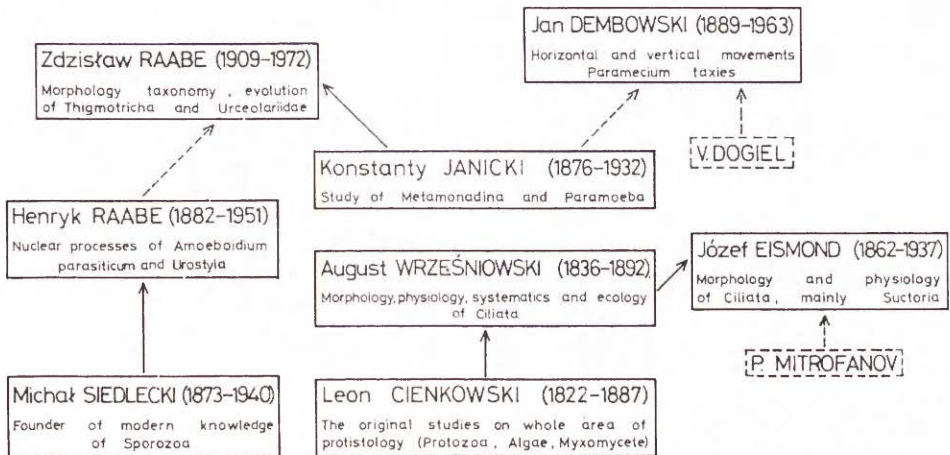 Jan DEMBOWSKI (1889-1963)
Horizontal and vertical movements
Paramecium taxies
Zdzisław RAABE (1909-1972)
Morphology taxonomy, evolution
of Thigmotricha and Urceolariidae
V. DOGIEL
Konstanty JANICKI (1876-1932)
Study of Metamonadina and Paramoeba
Henryk RAABE (1882-1951)
Nuclear processes of Amoeboidium
parasiticum and Urostyla
August WRZEŚNIOWSKI (1836-1892)
Morphology, physiology, systematics and ecology
of Ciliata
Józef EISMOND (1862-1937)
Morphology and physiology
of Ciliata, mainly Suctoria
P. MITROFANOV
Michał SIEDLECKI (1873-1940)
Founder of modern knowledge
of Sporozoa
Leon CIENKOWSKI (1822-1887)
The original studies on whole area of
protistology (Protozoa, Algae, Myxomycete)